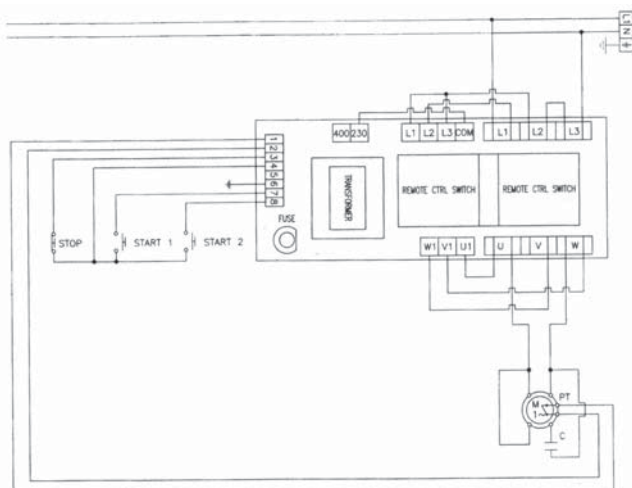 L1
N
400 230
L1 L2 L3 COM
L1 L2 L3
1
2
3
4
5
6
7
8
TRANSFORMER
REMOTE CTRL SWITCH
REMOTE CTRL SWITCH
FUSE
STOP
START 1
START 2
W1 V1 U1
U V W
M
1~
PT
C